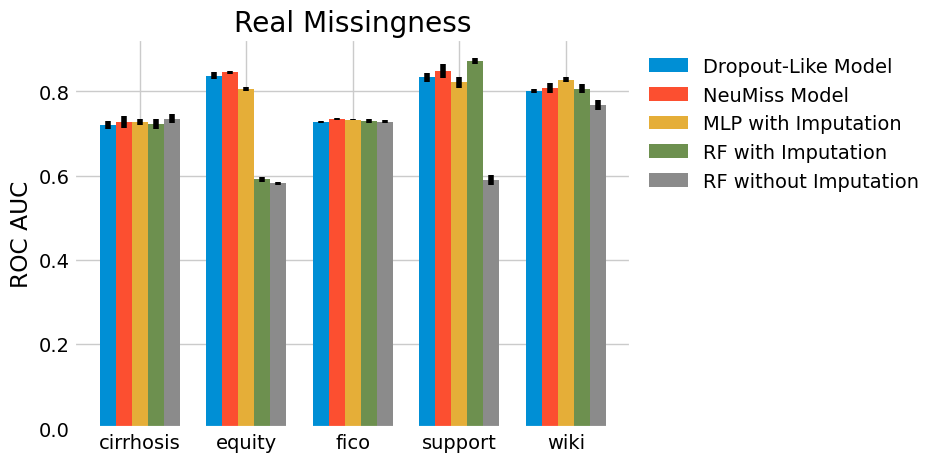 Real Missingness
ROC AUC
0.8
0.6
0.4
0.2
0.0
cirrhosis
equity
fico
support
wiki
Dropout-Like Model
NeuMiss Model
MLP with Imputation
RF with Imputation
RF without Imputation